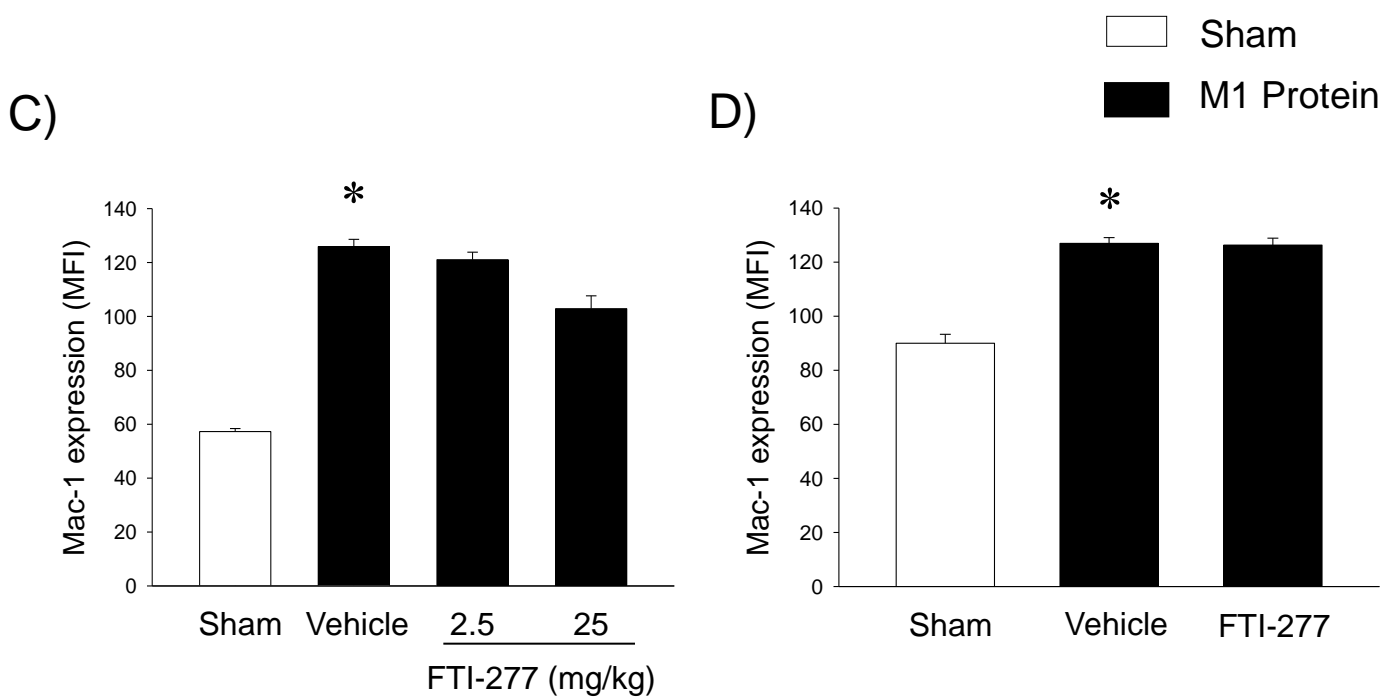 Sham
M1 Protein
C)
*
Mac-1 expression (MFI)
140
120
100
80
60
40
20
0
Sham Vehicle 2.5 25
FTI-277 (mg/kg)
D)
*
Mac-1 expression (MFI)
140
120
100
80
60
40
20
0
Sham Vehicle FTI-277